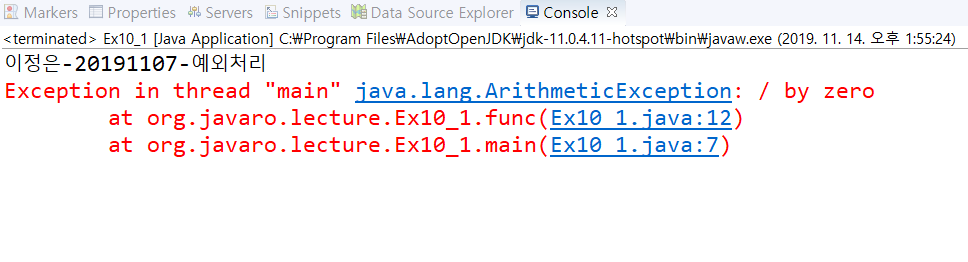 Markers Properties Servers Snippets Data Source Explorer Console
<terminated> Ex10_1 [Java Application] C:₩Program Files₩AdoptOpenJDK₩jdk-11.0.4.11-hotspot₩bin₩javaw.exe (2019. 11. 14. 오후 1:55:24)
이정은-20191107-예외처리
Exception in thread "main" java.lang.ArithmeticException: / by zero
at org.javaro.lecture.Ex10_1.func(Ex10_1.java:12)
at org.javaro.lecture.Ex10_1.main(Ex10_1.java:7)